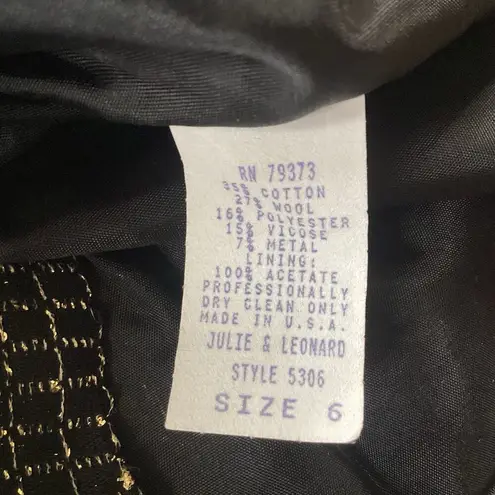 RN 79373
35% COTTON
27% WOOL
16% POLYESTER
15% VICOSE
7% METAL
LINING:
100% ACETATE
PROFESSIONALLY
DRY CLEAN ONLY
MADE IN U.S.A.
JULIE & LEONARD
STYLE 5306
SIZE 6